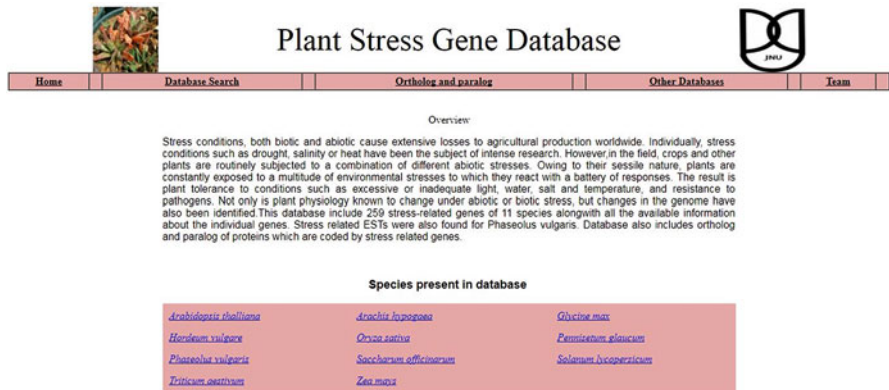 Plant Stress Gene Database
JNU
Home Database Search Ortholog and paralog Other Databases Team
Overview
Stress conditions, both biotic and abiotic cause extensive losses to agricultural production worldwide. Individually, stress
conditions such as drought, salinity or heat have been the subject of intense research. However,in the field, crops and other
plants are routinely subjected to a combination of different abiotic stresses. Owing to their sessile nature, plants are
constantly exposed to a multitude of environmental stresses to which they react with a battery of responses. The result is
plant tolerance to conditions such as excessive or inadequate light, water, salt and temperature, and resistance to
pathogens. Not only is plant physiology known to change under abiotic or biotic stress, but changes in the genome have
also been identified.This database include 259 stress-related genes of 11 species alongwith all the available information
about the individual genes. Stress related ESTs were also found for Phaseolus vulgaris. Database also includes ortholog
and paralog of proteins which are coded by stress related genes.
Species present in database
Arabidopsis thalliana Arachis hypogaea Glycine max
Hordeum vulgare Oryza sativa Pennisetum glaucum
Phaseolus vulgaris Saccharum officinarum Solanum lycopersicum
Triticum aestivum Zea mays